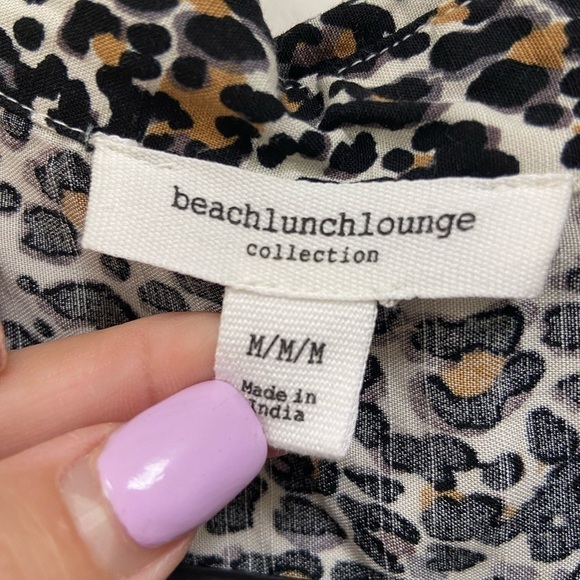 beachlunchlounge
collection
M/M/M
Made in
India